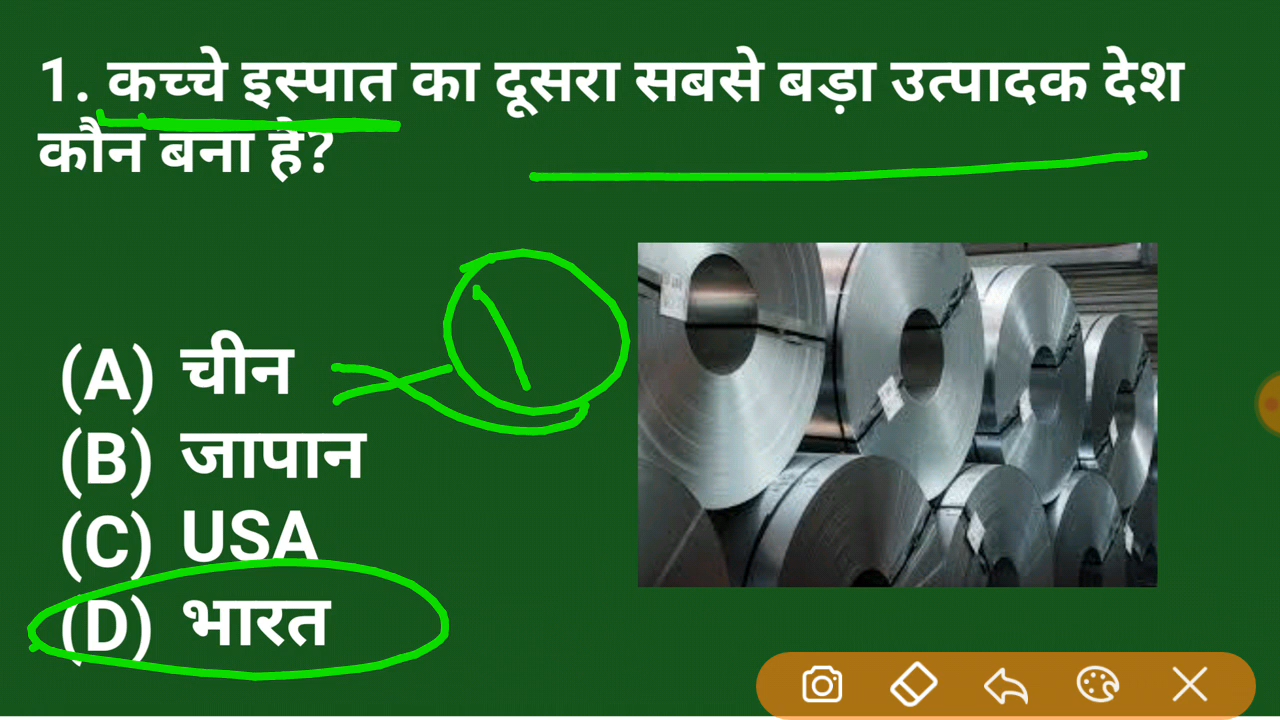 1. कच्चे इस्पात का दूसरा सबसे बड़ा उत्पादक देश
कौन बना है?
(A) चीन
(B) जापान
(C) USA
(D) भारत